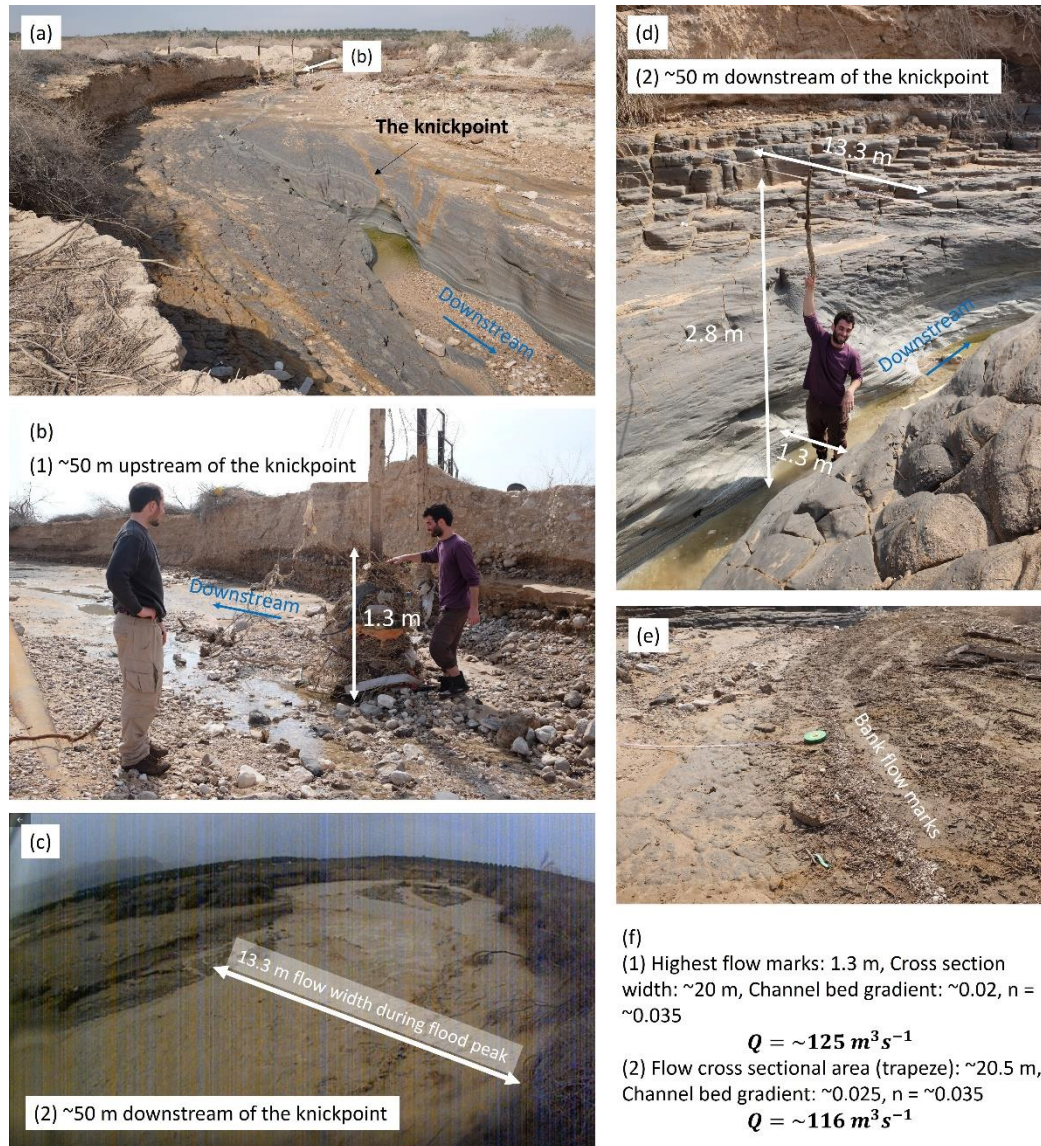 (a)
(b)
The knickpoint
Downstream
(b)
(1) ~50 m upstream of the knickpoint
Downstream
1.3 m
(c)
13.3 m flow width during flood peak
(2) ~50 m downstream of the knickpoint
(d)
(2) ~50 m downstream of the knickpoint
13.3 m
2.8 m
Downstream
1.3 m
(e)
Bank flow marks
(f)
(1) Highest flow marks: 1.3 m, Cross section
width: ~20 m, Channel bed gradient: ~0.02, n =
~0.035
Q = ~125 m³s⁻¹
(2) Flow cross sectional area (trapeze): ~20.5 m,
Channel bed gradient: ~0.025, n = ~0.035
Q = ~116 m³s⁻¹